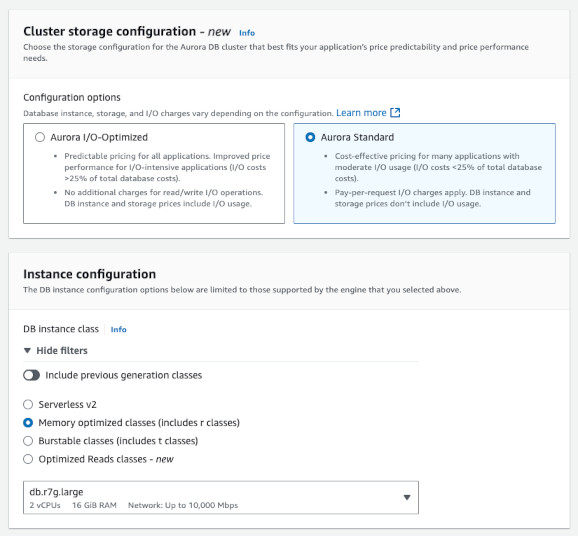 Cluster storage configuration - new Info
Choose the storage configuration for the Aurora DB cluster that best fits your application's price predictability and price performance
needs.
Configuration options
Database instance, storage, and I/O charges vary depending on the configuration. Learn more
Aurora I/O-Optimized
• Predictable pricing for all applications. Improved price
performance for I/O-intensive applications (I/O costs
>25% of total database costs).
• No additional charges for read/write I/O operations.
DB instance and storage prices include I/O usage.
Aurora Standard
• Cost-effective pricing for many applications with
moderate I/O usage (I/O costs <25% of total database
costs).
• Pay-per-request I/O charges apply. DB instance and
storage prices don't include I/O usage.
Instance configuration
The DB instance configuration options below are limited to those supported by the engine that you selected above.
DB instance class Info
Hide filters
Include previous generation classes
Serverless v2
Memory optimized classes (includes r classes)
Burstable classes (includes t classes)
Optimized Reads classes - new
db.r7g.large
2 vCPUs 16 GiB RAM Network: Up to 10,000 Mbps